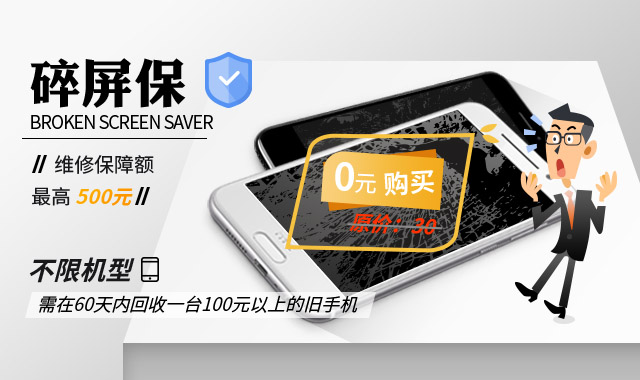 碎屏保
BROKEN SCREEN SAVER
// 维修保障额
最高 500元 //
0元 购买
原价：30
不限机型
需在60天内回收一台100元以上的旧手机